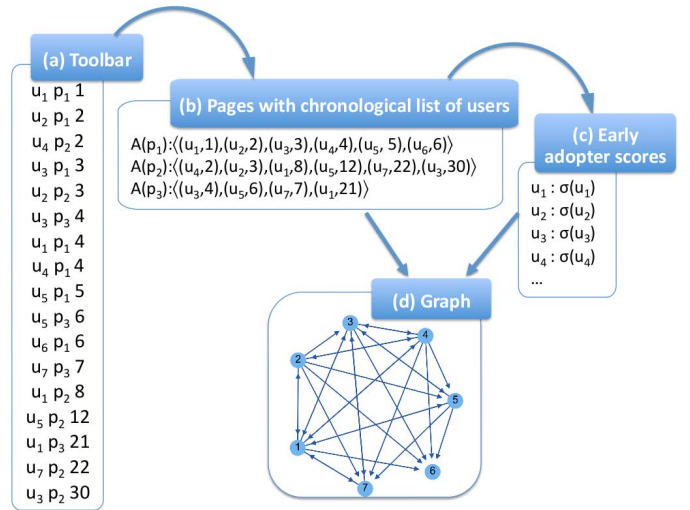 (a) Toolbar
u₁ p₁ 1
u₂ p₁ 2
u₄ p₂ 2
u₃ p₁ 3
u₂ p₂ 3
u₃ p₃ 4
u₁ p₁ 4
u₄ p₁ 4
u₅ p₁ 5
u₅ p₃ 6
u₆ p₁ 6
u₇ p₃ 7
u₁ p₂ 8
u₅ p₂ 12
u₁ p₃ 21
u₇ p₂ 22
u₃ p₂ 30
(b) Pages with chronological list of users
A(p₁):⟨(u₁,1),(u₂,2),(u₃,3),(u₄,4),(u₅, 5),(u₆,6)⟩
A(p₂):⟨(u₄,2),(u₂,3),(u₁,8),(u₅,12),(u₇,22),(u₃,30)⟩
A(p₃):⟨(u₃,4),(u₅,6),(u₇,7),(u₁,21)⟩
(c) Early
adopter scores
u₁ : σ(u₁)
u₂ : σ(u₂)
u₃ : σ(u₃)
u₄ : σ(u₄)
...
(d) Graph
3
4
2
5
1
6
7